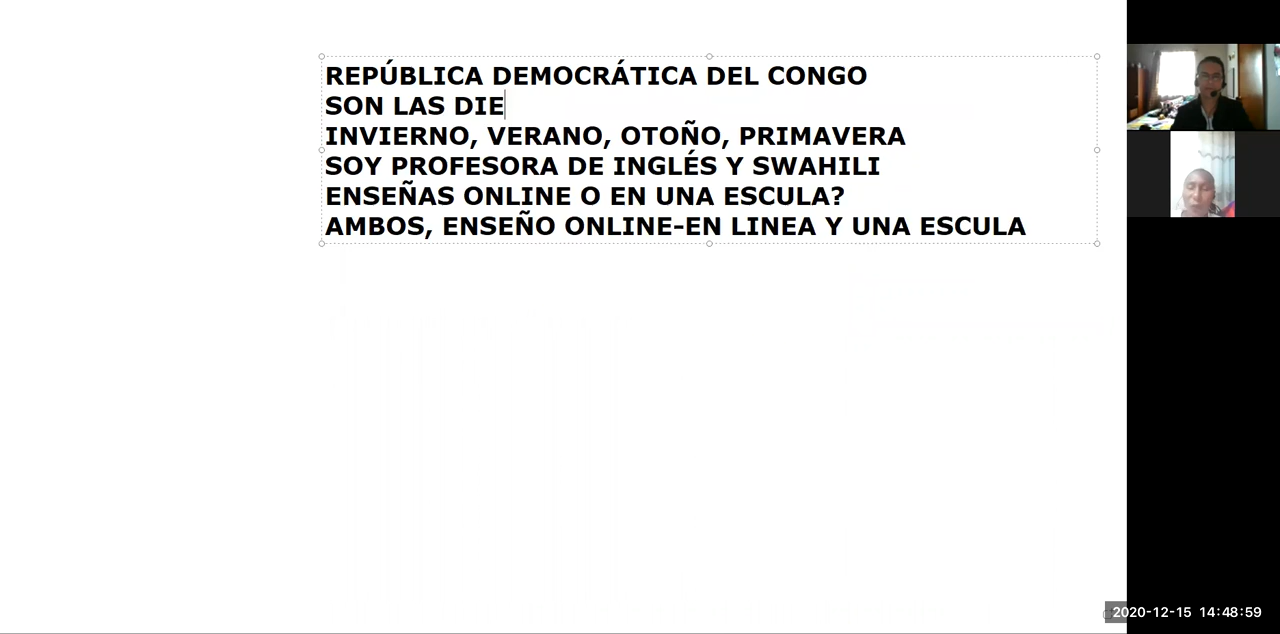 REPÚBLICA DEMOCRÁTICA DEL CONGO
SON LAS DIE
INVIERNO, VERANO, OTOÑO, PRIMAVERA
SOY PROFESORA DE INGLÉS Y SWAHILI
ENSEÑAS ONLINE O EN UNA ESCULA?
AMBOS, ENSEÑO ONLINE-EN LINEA Y UNA ESCULA
2020-12-15 14:48:59